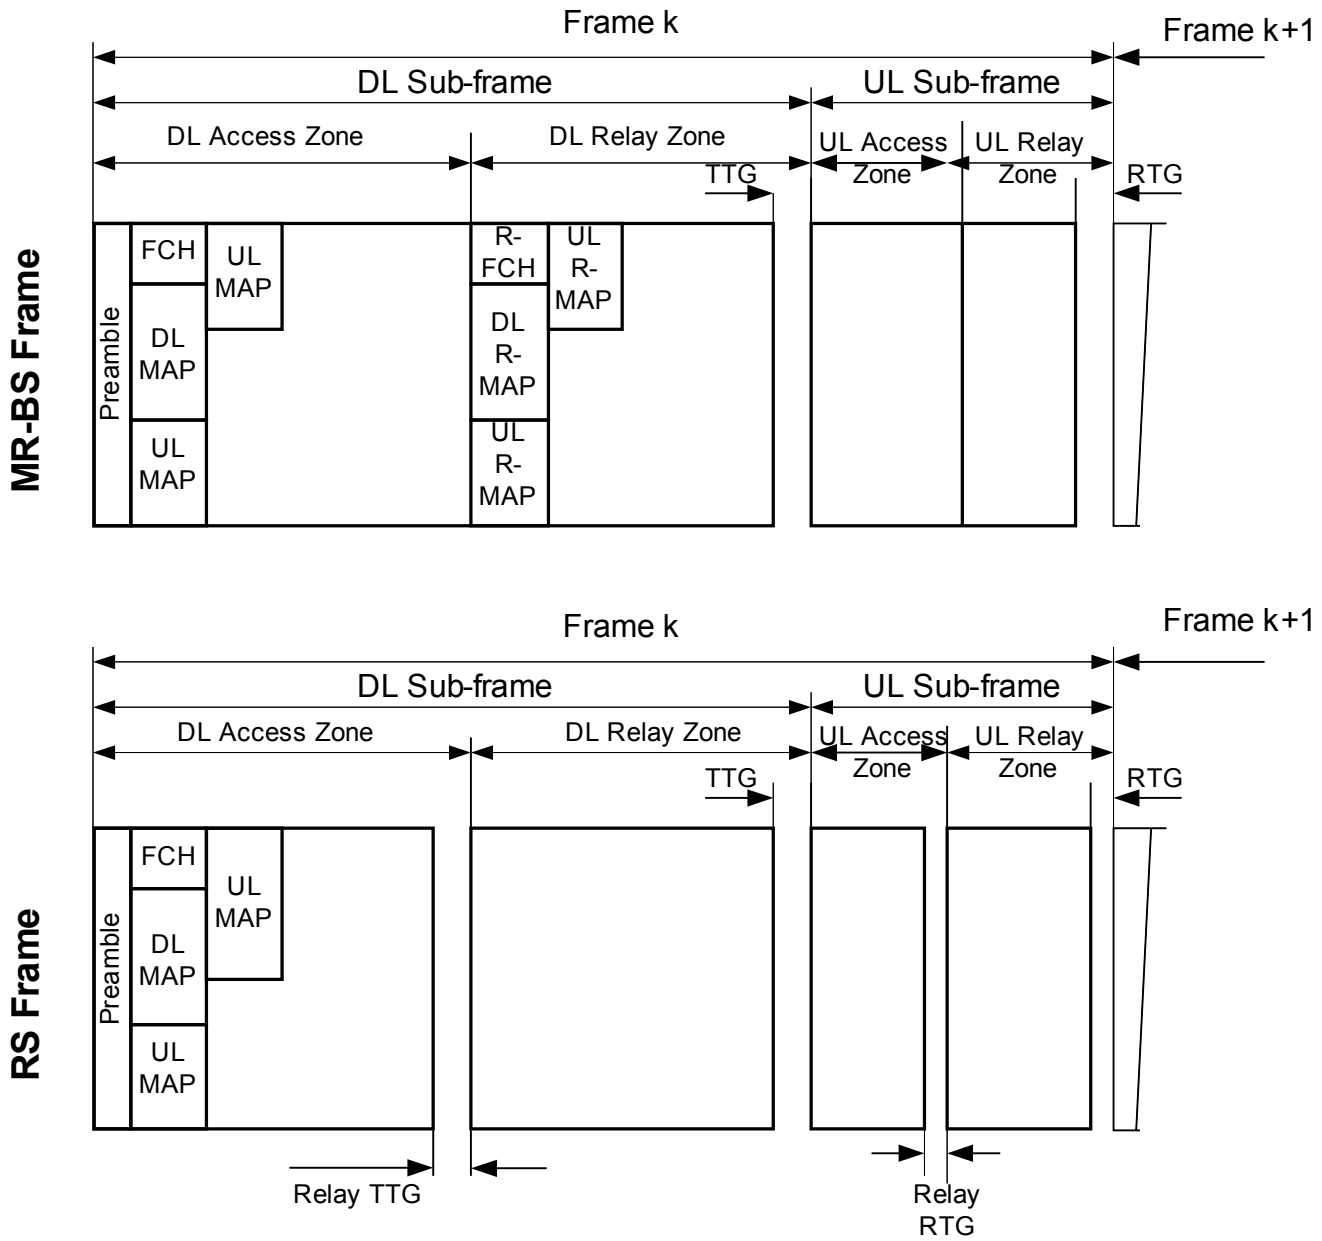 Frame k
Frame k+1
DL Sub-frame
UL Sub-frame
DL Access Zone
DL Relay Zone
UL Access
Zone
UL Relay
Zone
TTG
RTG
MR-BS Frame
Preamble
FCH
DL
MAP
UL
MAP
UL
MAP
R-
FCH
DL
R-
MAP
UL
R-
MAP
UL
R-
MAP
Frame k
Frame k+1
DL Sub-frame
UL Sub-frame
DL Access Zone
DL Relay Zone
UL Access
Zone
UL Relay
Zone
TTG
RTG
RS Frame
Preamble
FCH
DL
MAP
UL
MAP
UL
MAP
Relay TTG
Relay
RTG